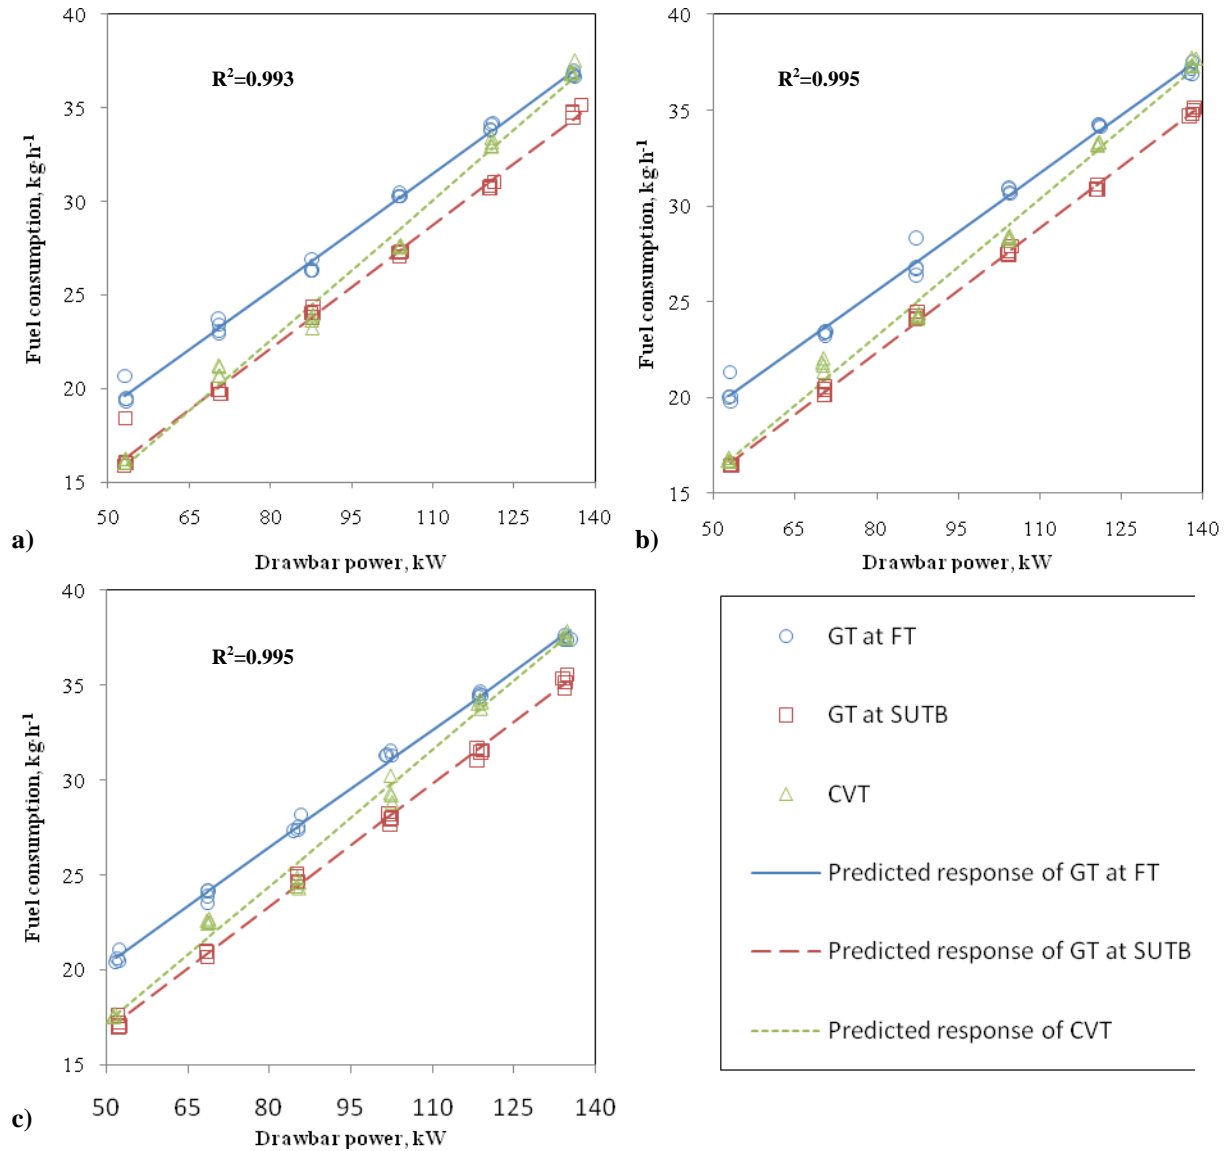 40
35
30
25
20
15
Fuel consumption, kg·h⁻¹
R²=0.993
50 65 80 95 110 125 140
Drawbar power, kW
a)
40
35
30
25
20
15
Fuel consumption, kg·h⁻¹
R²=0.995
50 65 80 95 110 125 140
Drawbar power, kW
b)
40
35
30
25
20
15
Fuel consumption, kg·h⁻¹
R²=0.995
50 65 80 95 110 125 140
Drawbar power, kW
c)
GT at FT
GT at SUTB
CVT
Predicted response of GT at FT
Predicted response of GT at SUTB
Predicted response of CVT